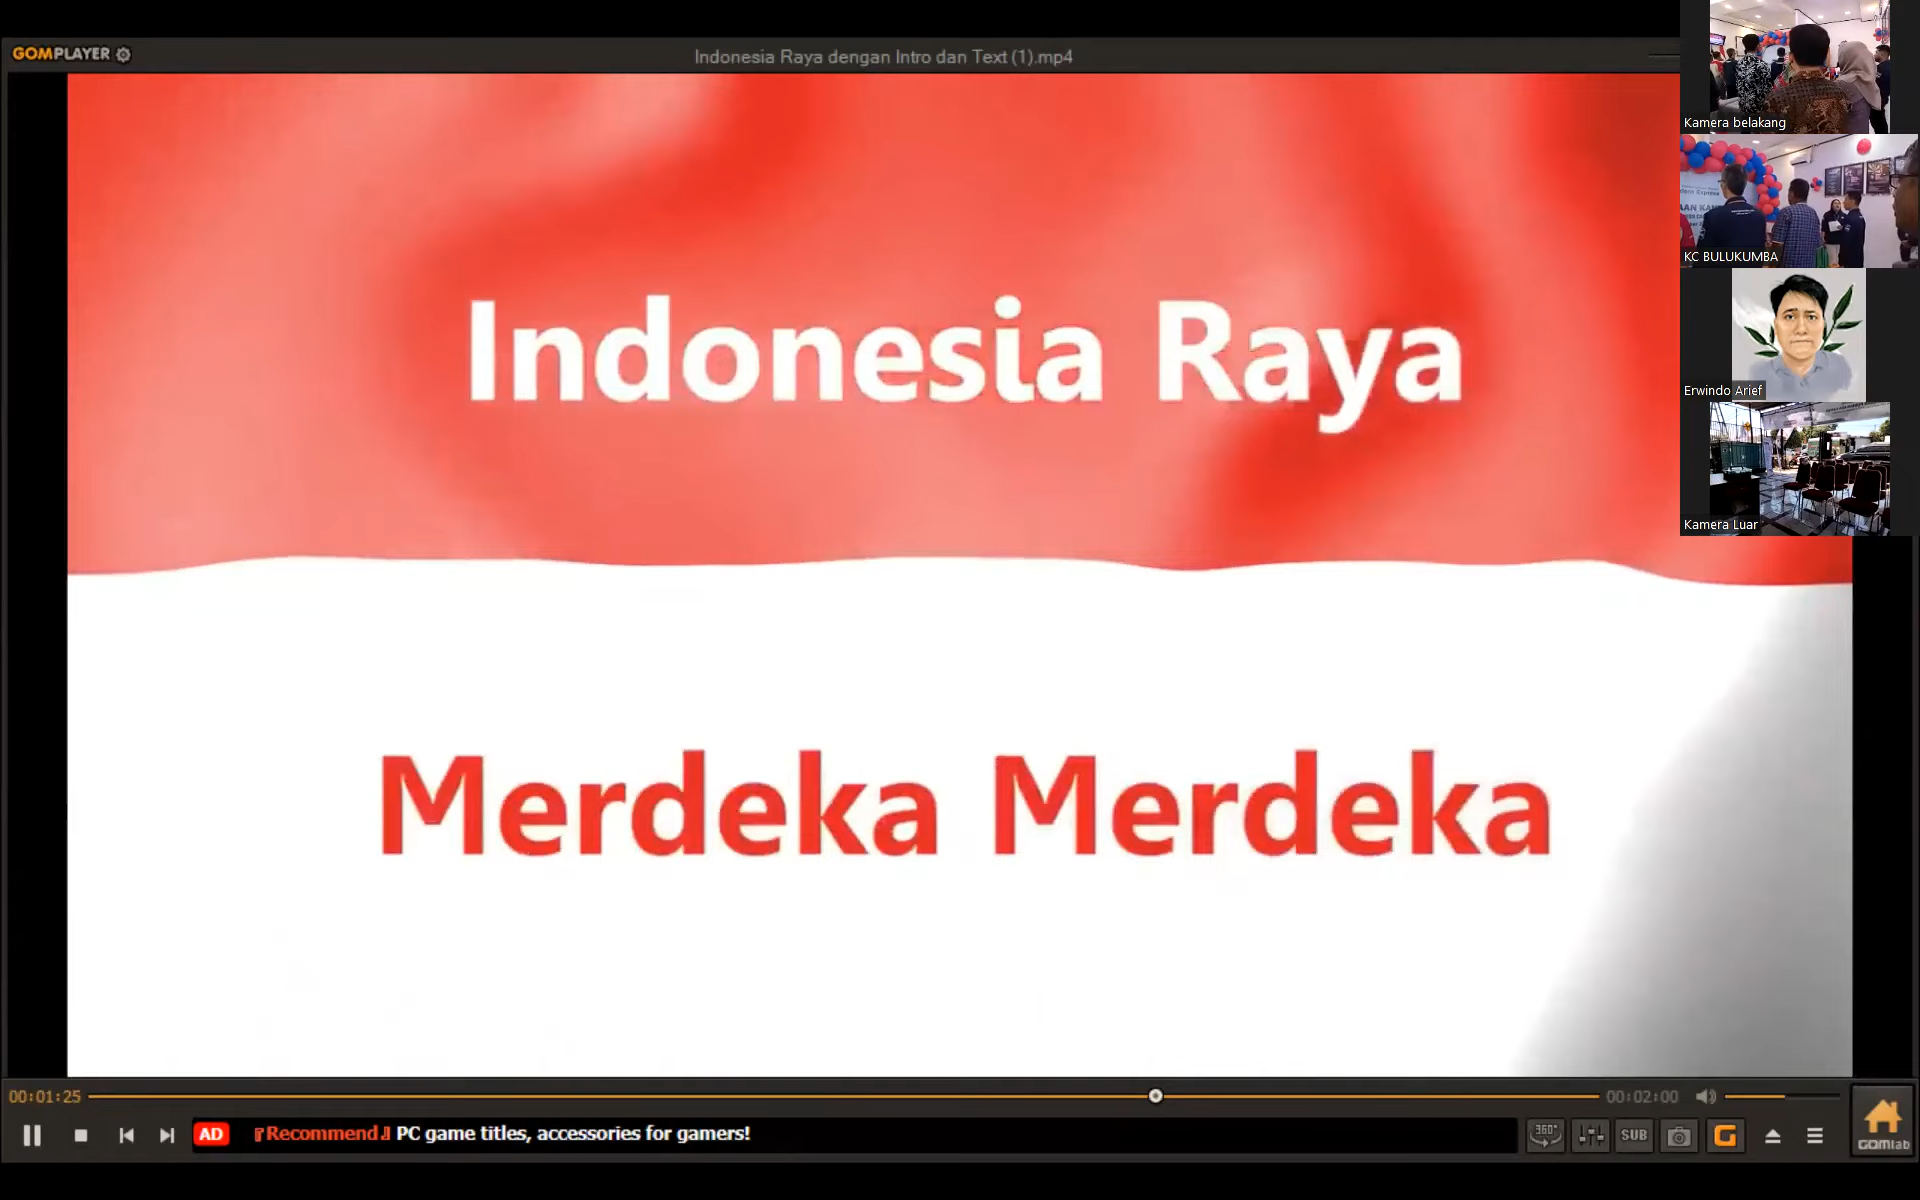 GOMPLAYER
Indonesia Raya dengan Intro dan Text (1).mp4
Kamera belakang
KC BULUKUMBA
Erwindo Arief
Kamera Luar
Indonesia Raya
Merdeka Merdeka
00:01:25
00:02:00
AD
『Recommend』 PC game titles, accessories for gamers!
360°
SUB
G
GOMlab